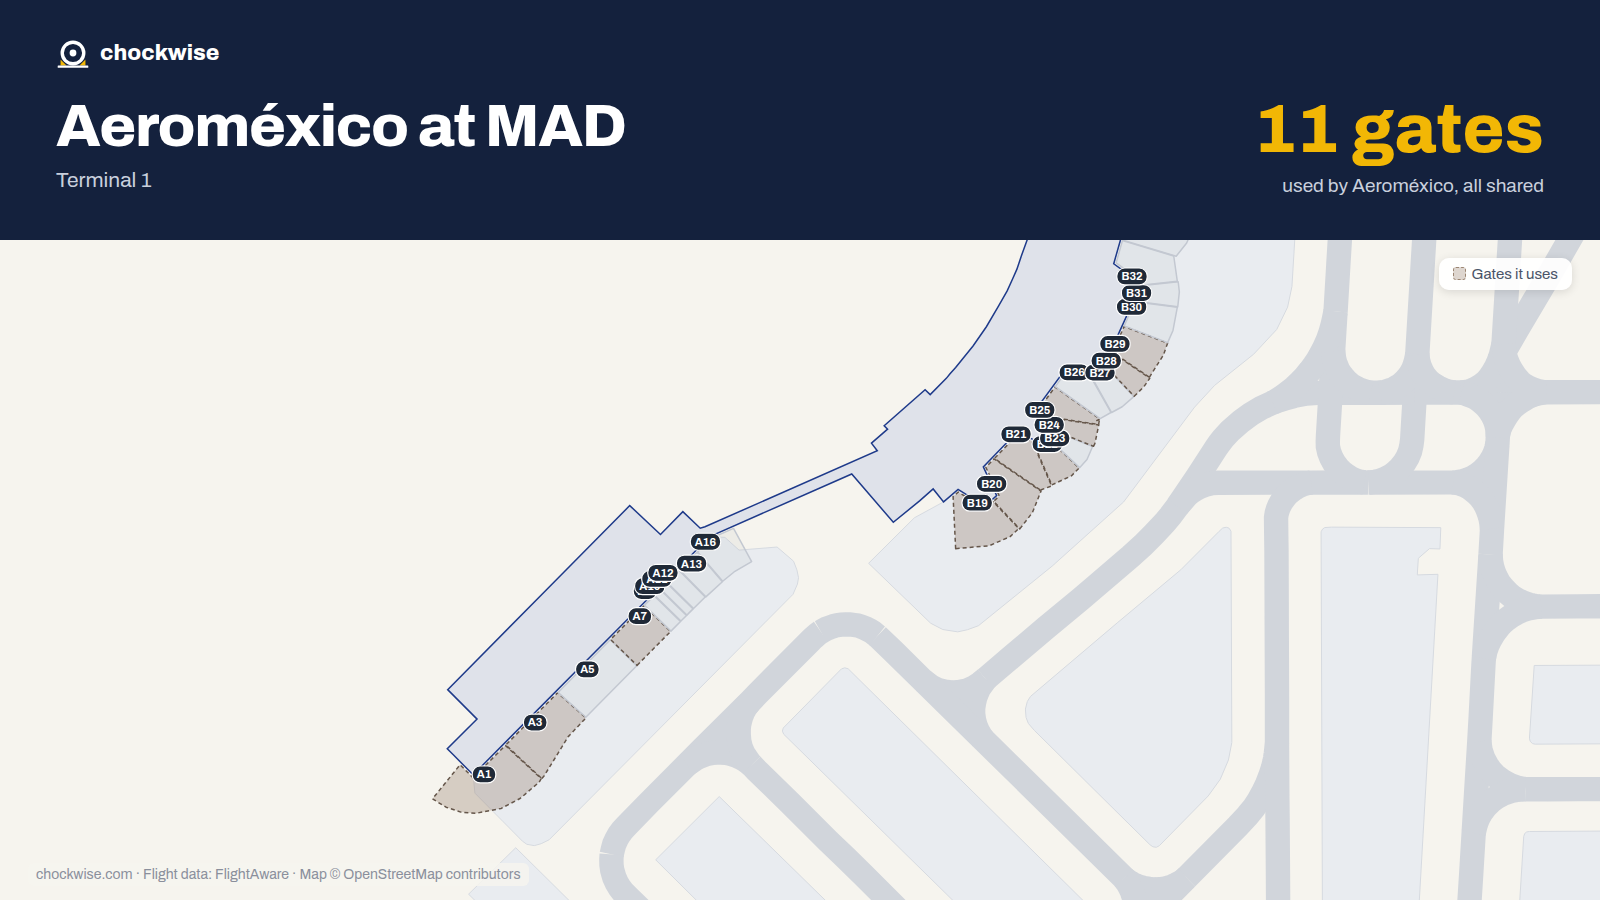 chockwise
Aeroméxico at MAD
Terminal 1
11 gates
used by Aeroméxico, all shared
Gates it uses
B32
B31
B30
B29
B28
B26
B27
B25
B24
B21
B23
B20
B19
A16
A13
A12
A7
A5
A3
A1
chockwise.com · Flight data: FlightAware · Map © OpenStreetMap contributors